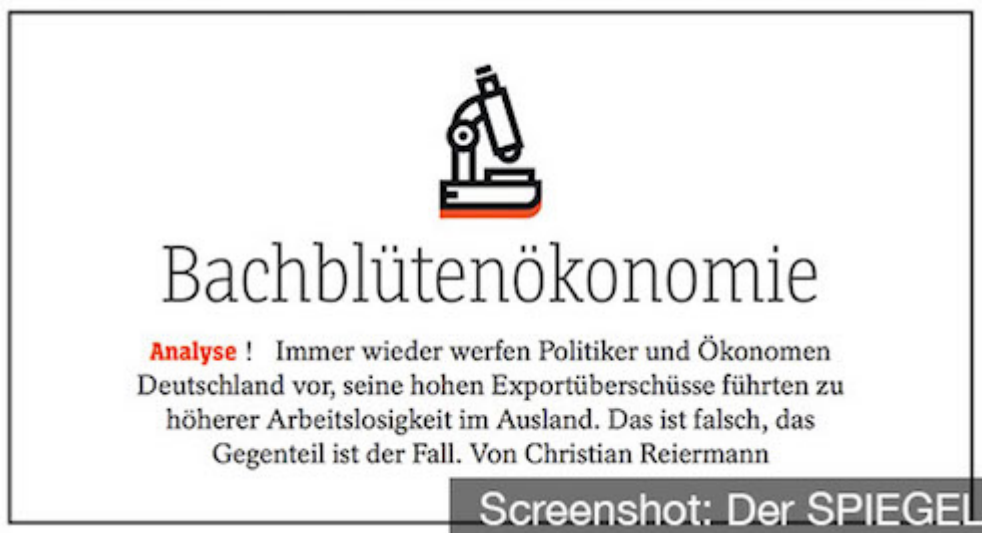 Bachblütenökonomie
Analyse ! Immer wieder werfen Politiker und Ökonomen
Deutschland vor, seine hohen Exportüberschüsse führten zu
höherer Arbeitslosigkeit im Ausland. Das ist falsch, das
Gegenteil ist der Fall. Von Christian Reiermann
Screenshot: Der SPIEGEL